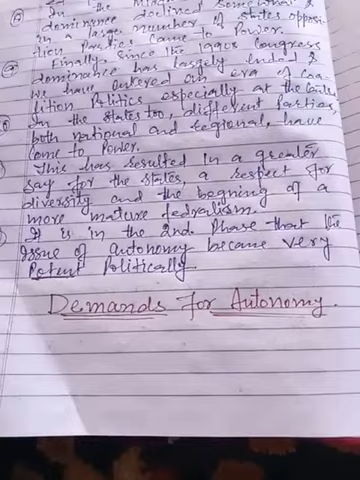 In the
dominance declined somewhat &
in a large number of states opposi-
tion Parties came to Power.
Finally, since the 1990s Congress
dominance has largely ended &
we have entered an era of coa-
lition Politics especially at the
In the states too, different Parties,
both national and regional, have
come to Power.
This has resulted in a greater
say for the states, a respect for
diversity and the begning of a
more mature fedralism.
It is in the 2nd. Phase that the
issue of autonomy became very
Potent Politically.
Demands for Autonomy.